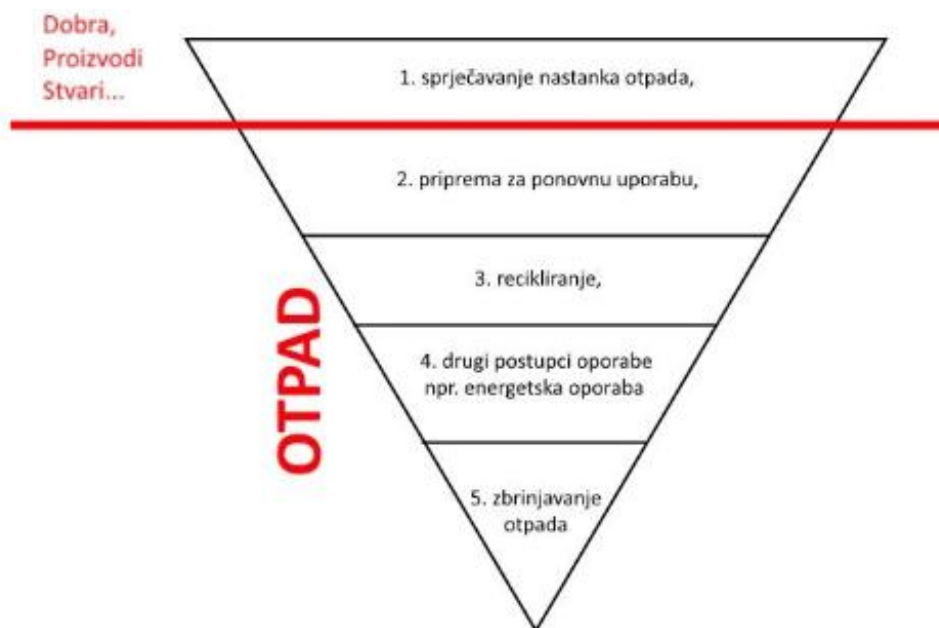 Dobra,
Proizvodi
Stvari...
1. sprječavanje nastanka otpada,
2. priprema za ponovnu uporabu,
3. recikliranje,
OTPAD
4. drugi postupci oporabe
npr. energetska oporaba
5. zbrinjavanje
otpada